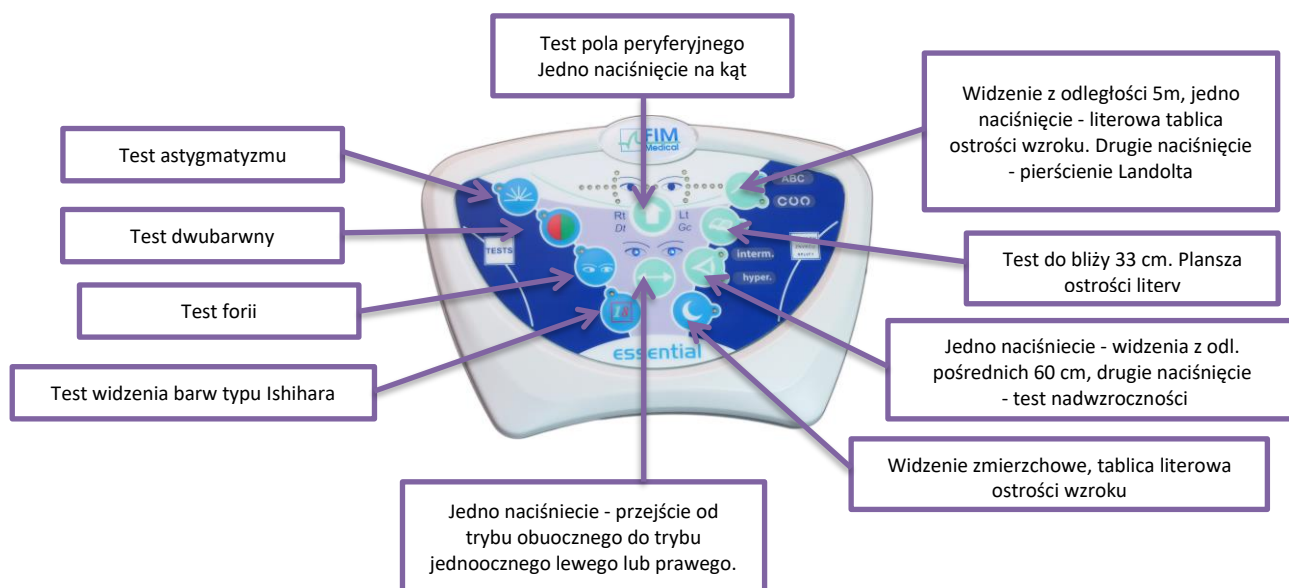 Test pola peryferyjnego
Jedno naciśnięcie na kąt
Widzenie z odległości 5m, jedno
naciśnięcie - literowa tablica
ostrości wzroku. Drugie naciśnięcie
- pierścienie Landolta
Test astygmatyzmu
Test dwubarwny
Test forii
Test widzenia barw typu Ishihara
Test do bliży 33 cm. Plansza
ostrości literv
Jedno naciśniecie - widzenia z odl.
pośrednich 60 cm, drugie naciśnięcie
- test nadwzroczności
Widzenie zmierzchowe, tablica literowa
ostrości wzroku
Jedno naciśniecie - przejście od
trybu obuocznego do trybu
jednoocznego lewego lub prawego.
FIM
Medical
ABC
Rt
Lt
Dt
Gc
TESTS
interm.
hyper.
essential